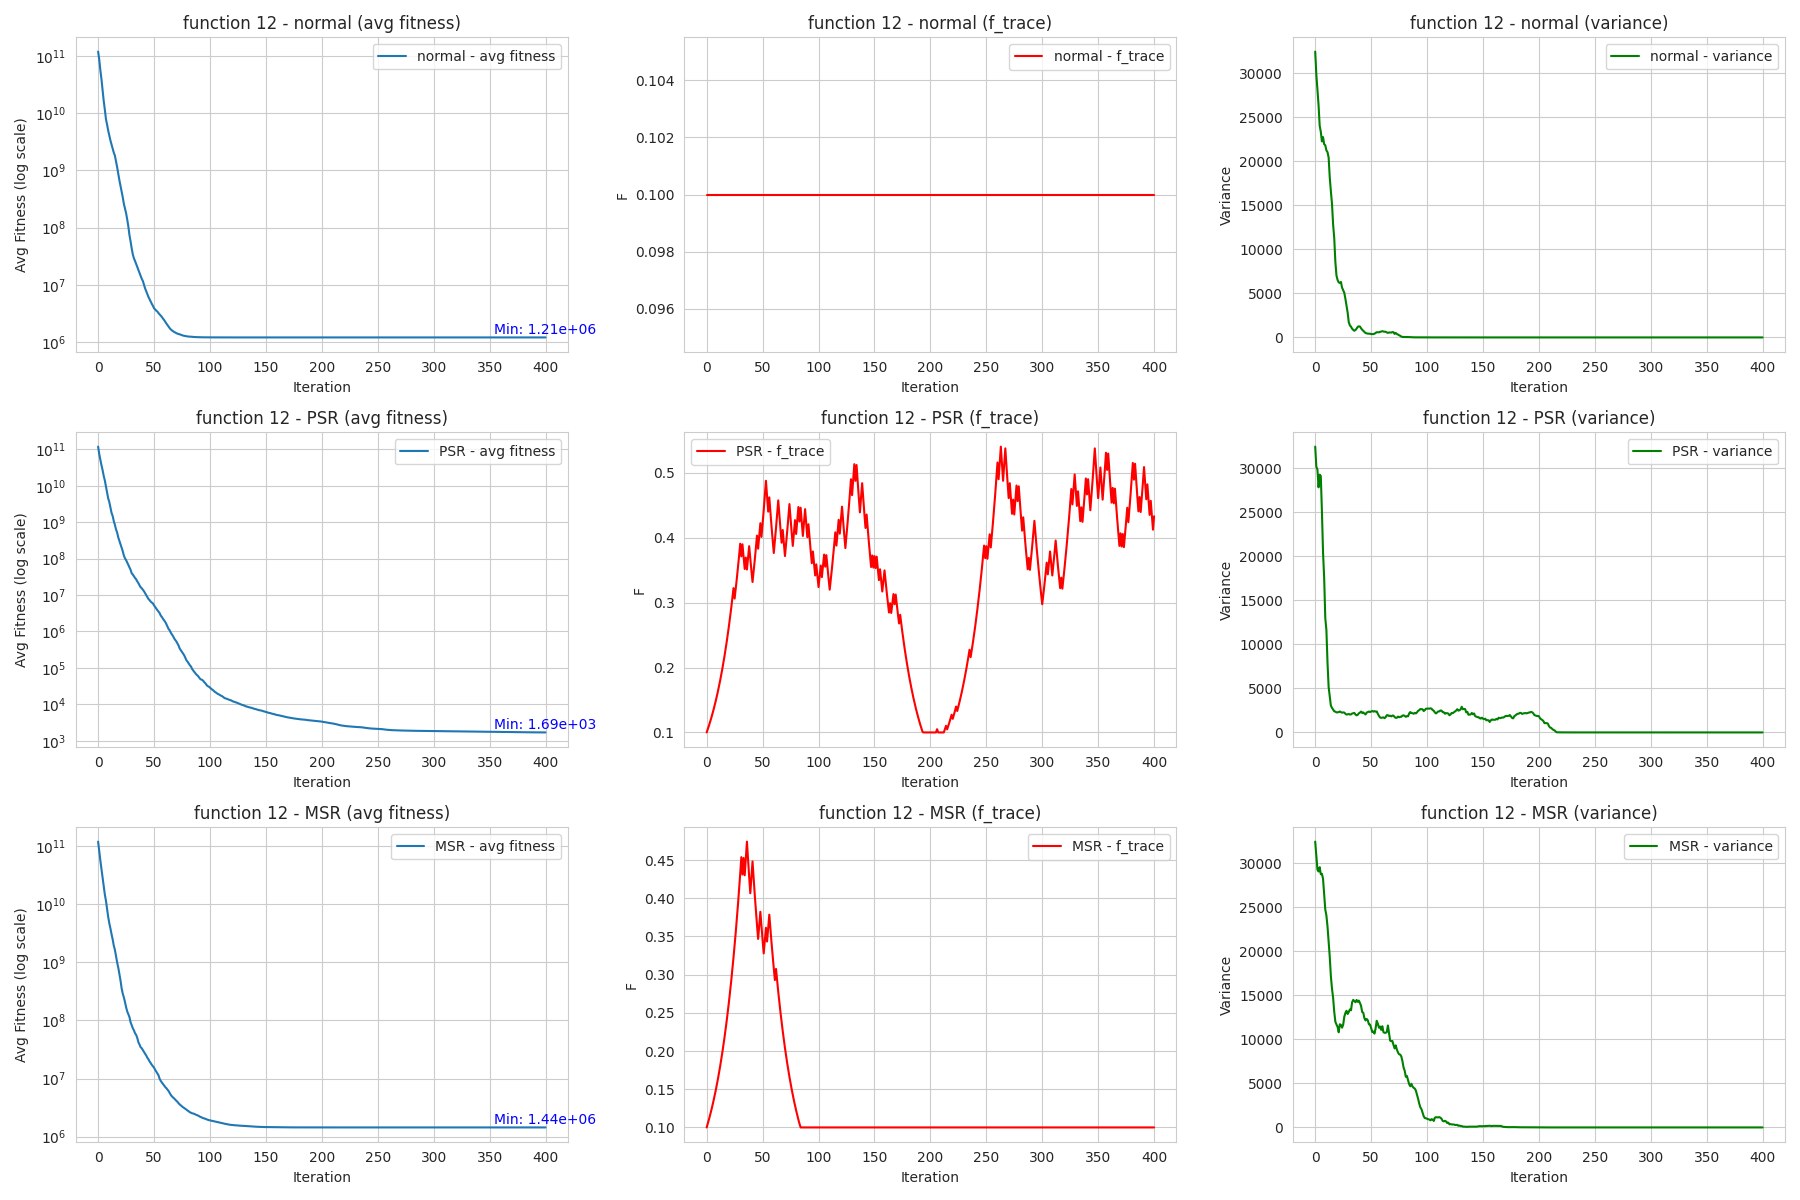 function 12 - normal (avg fitness)
normal - avg fitness
Avg Fitness (log scale)
10^11
10^10
10^9
10^8
10^7
10^6
Min: 1.21e+06
0 50 100 150 200 250 300 350 400
Iteration
function 12 - normal (f_trace)
normal - f_trace
F
0.104
0.102
0.100
0.098
0.096
0 50 100 150 200 250 300 350 400
Iteration
function 12 - normal (variance)
normal - variance
Variance
30000
25000
20000
15000
10000
5000
0
0 50 100 150 200 250 300 350 400
Iteration
function 12 - PSR (avg fitness)
PSR - avg fitness
Avg Fitness (log scale)
10^11
10^10
10^9
10^8
10^7
10^6
10^5
10^4
10^3
Min: 1.69e+03
0 50 100 150 200 250 300 350 400
Iteration
function 12 - PSR (f_trace)
PSR - f_trace
F
0.5
0.4
0.3
0.2
0.1
0 50 100 150 200 250 300 350 400
Iteration
function 12 - PSR (variance)
PSR - variance
Variance
30000
25000
20000
15000
10000
5000
0
0 50 100 150 200 250 300 350 400
Iteration
function 12 - MSR (avg fitness)
MSR - avg fitness
Avg Fitness (log scale)
10^11
10^10
10^9
10^8
10^7
10^6
Min: 1.44e+06
0 50 100 150 200 250 300 350 400
Iteration
function 12 - MSR (f_trace)
MSR - f_trace
F
0.45
0.40
0.35
0.30
0.25
0.20
0.15
0.10
0 50 100 150 200 250 300 350 400
Iteration
function 12 - MSR (variance)
MSR - variance
Variance
30000
25000
20000
15000
10000
5000
0
0 50 100 150 200 250 300 350 400
Iteration